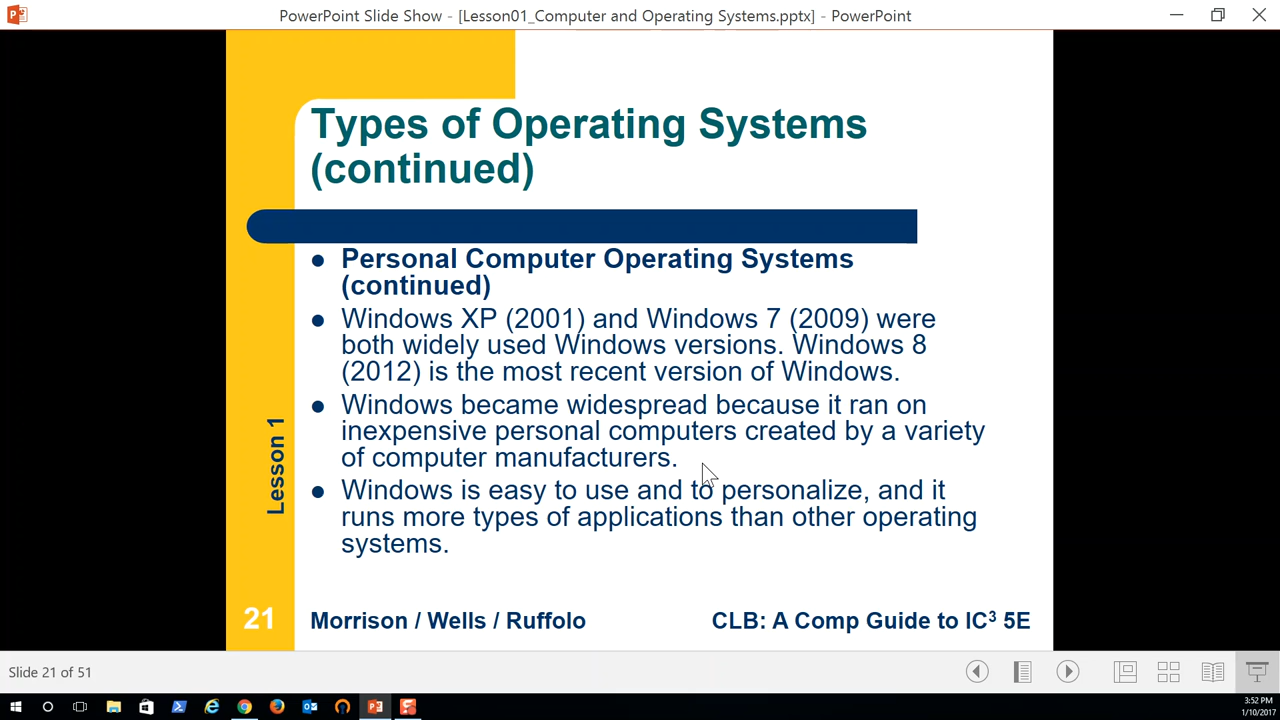 PowerPoint Slide Show - [Lesson01_Computer and Operating Systems.pptx] - PowerPoint
Types of Operating Systems
(continued)
Personal Computer Operating Systems
(continued)
Windows XP (2001) and Windows 7 (2009) were
both widely used Windows versions. Windows 8
(2012) is the most recent version of Windows.
Windows became widespread because it ran on
inexpensive personal computers created by a variety
of computer manufacturers.
Windows is easy to use and to personalize, and it
runs more types of applications than other operating
systems.
Lesson 1
21
Morrison / Wells / Ruffolo
CLB: A Comp Guide to IC³ 5E
Slide 21 of 51
3:52 PM
1/10/2017